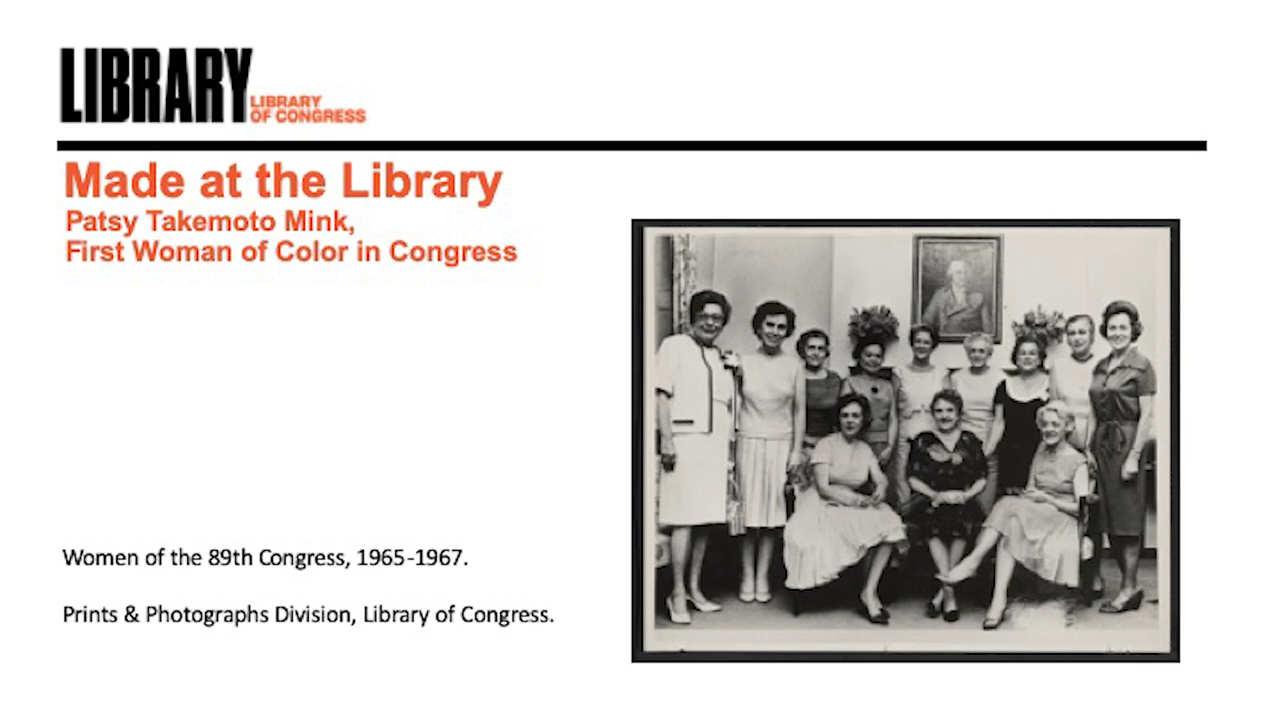 LIBRARY
LIBRARY
OF CONGRESS
Made at the Library
Patsy Takemoto Mink,
First Woman of Color in Congress
Women of the 89th Congress, 1965-1967.
Prints & Photographs Division, Library of Congress.